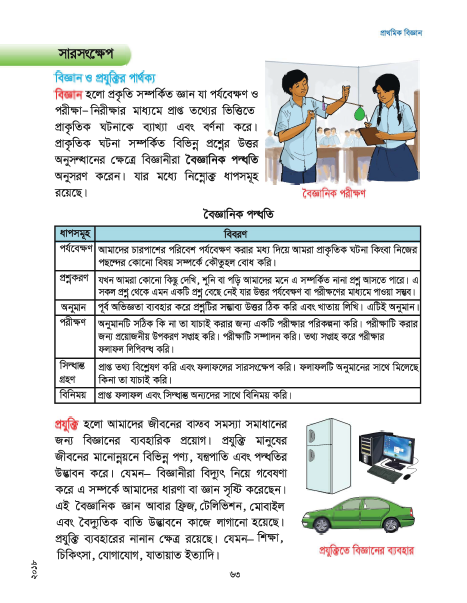 প্রাথমিক বিজ্ঞান
সারসংক্ষেপ
বিজ্ঞান ও প্রযুক্তির পার্থক্য
বিজ্ঞান হলো প্রকৃতি সম্পর্কিত জ্ঞান যা পর্যবেক্ষণ ও
পরীক্ষা–নিরীক্ষার মাধ্যমে প্রাপ্ত তথ্যের ভিত্তিতে
প্রাকৃতিক ঘটনাকে ব্যাখ্যা এবং বর্ণনা করে।
প্রাকৃতিক ঘটনা সম্পর্কিত বিভিন্ন প্রশ্নের উত্তর
অনুসন্ধানের ক্ষেত্রে বিজ্ঞানীরা বৈজ্ঞানিক পদ্ধতি
অনুসরণ করেন। যার মধ্যে নিম্নোক্ত ধাপসমূহ
রয়েছে।
বৈজ্ঞানিক পরীক্ষণ
বৈজ্ঞানিক পদ্ধতি
ধাপসমূহ বিবরণ
পর্যবেক্ষণ আমাদের চারপাশের পরিবেশ পর্যবেক্ষণ করার মধ্য দিয়ে আমরা প্রাকৃতিক ঘটনা কিংবা নিজের
পছন্দের কোনো বিষয় সম্পর্কে কৌতূহল বোধ করি।
প্রশ্নকরণ যখন আমরা কোনো কিছু দেখি, শুনি বা পড়ি আমাদের মনে এ সম্পর্কিত নানা প্রশ্ন আসতে পারে। এ
সকল প্রশ্ন থেকে এমন একটি প্রশ্ন বেছে নেই যার উত্তর পর্যবেক্ষণ বা পরীক্ষণের মাধ্যমে পাওয়া সম্ভব।
অনুমান পূর্ব অভিজ্ঞতা ব্যবহার করে প্রশ্নটির সম্ভাব্য উত্তর ঠিক করি এবং খাতায় লিখি। এটিই অনুমান।
পরীক্ষণ অনুমানটি সঠিক কি না তা যাচাই করার জন্য একটি পরীক্ষার পরিকল্পনা করি। পরীক্ষাটি করার
জন্য প্রয়োজনীয় উপকরণ সংগ্রহ করি। পরীক্ষাটি সম্পাদন করি। তথ্য সংগ্রহ করে পরীক্ষার
ফলাফল লিপিবদ্ধ করি।
সিদ্ধান্ত প্রাপ্ত তথ্য বিশ্লেষণ করি এবং ফলাফলের সারসংক্ষেপ করি। ফলাফলটি অনুমানের সাথে মিলেছে
গ্রহণ কিনা তা যাচাই করি।
বিনিময় প্রাপ্ত ফলাফল এবং সিদ্ধান্ত অন্যদের সাথে বিনিময় করি।
প্রযুক্তি হলো আমাদের জীবনের বাস্তব সমস্যা সমাধানের
জন্য বিজ্ঞানের ব্যবহারিক প্রয়োগ। প্রযুক্তি মানুষের
জীবনের মানোন্নয়নে বিভিন্ন পণ্য, যন্ত্রপাতি এবং পদ্ধতির
উদ্ভাবন করে। যেমন– বিজ্ঞানীরা বিদ্যুৎ নিয়ে গবেষণা
করে এ সম্পর্কে আমাদের ধারণা বা জ্ঞান সৃষ্টি করেছেন।
এই বৈজ্ঞানিক জ্ঞান আবার ফ্রিজ, টেলিভিশন, মোবাইল
এবং বৈদ্যুতিক বাতি উদ্ভাবনে কাজে লাগানো হয়েছে।
প্রযুক্তি ব্যবহারের নানান ক্ষেত্র রয়েছে। যেমন– শিক্ষা,
চিকিৎসা, যোগাযোগ, যাতায়াত ইত্যাদি।
প্রযুক্তিতে বিজ্ঞানের ব্যবহার
২০১৮
৬৩